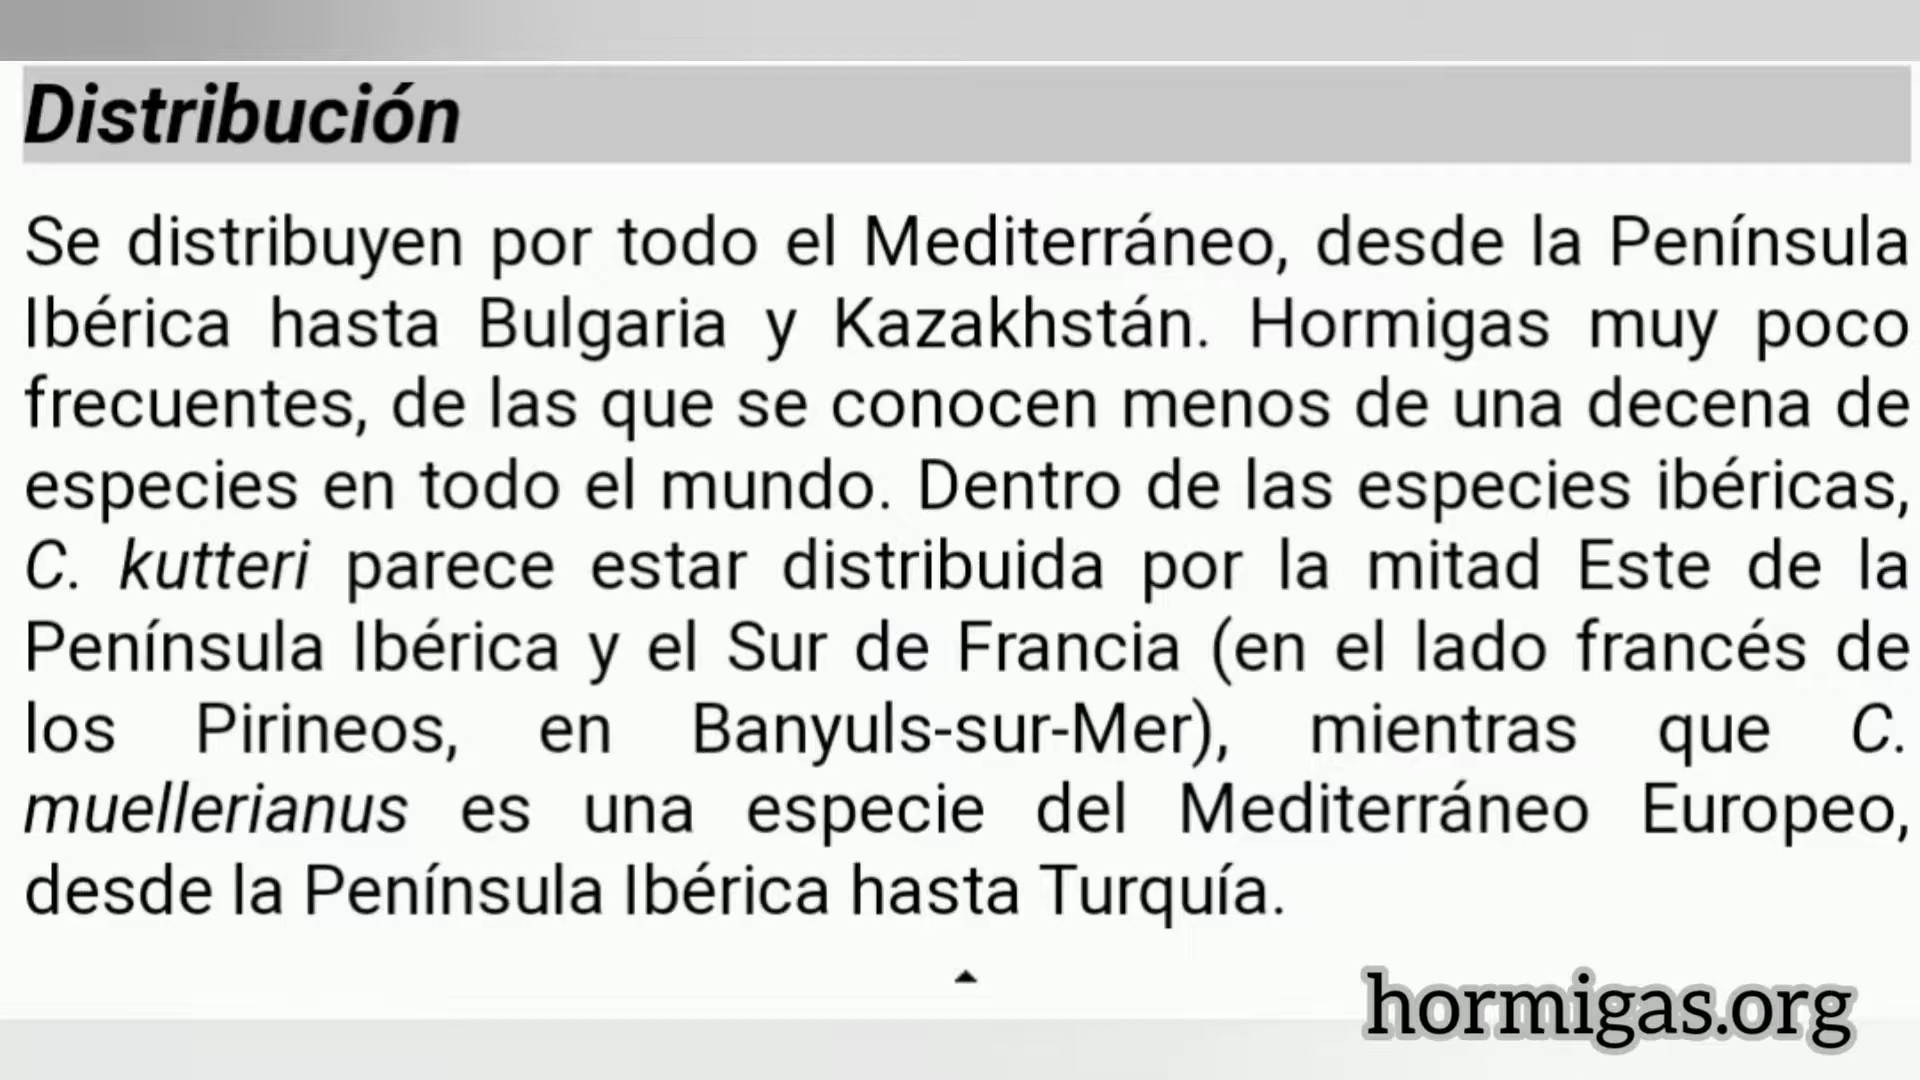 Distribución
Se distribuyen por todo el Mediterráneo, desde la Península
Ibérica hasta Bulgaria y Kazakhstán. Hormigas muy poco
frecuentes, de las que se conocen menos de una decena de
especies en todo el mundo. Dentro de las especies ibéricas,
C. kutteri parece estar distribuida por la mitad Este de la
Península Ibérica y el Sur de Francia (en el lado francés de
los Pirineos, en Banyuls-sur-Mer), mientras que C.
muellerianus es una especie del Mediterráneo Europeo,
desde la Península Ibérica hasta Turquía.
hormigas.org